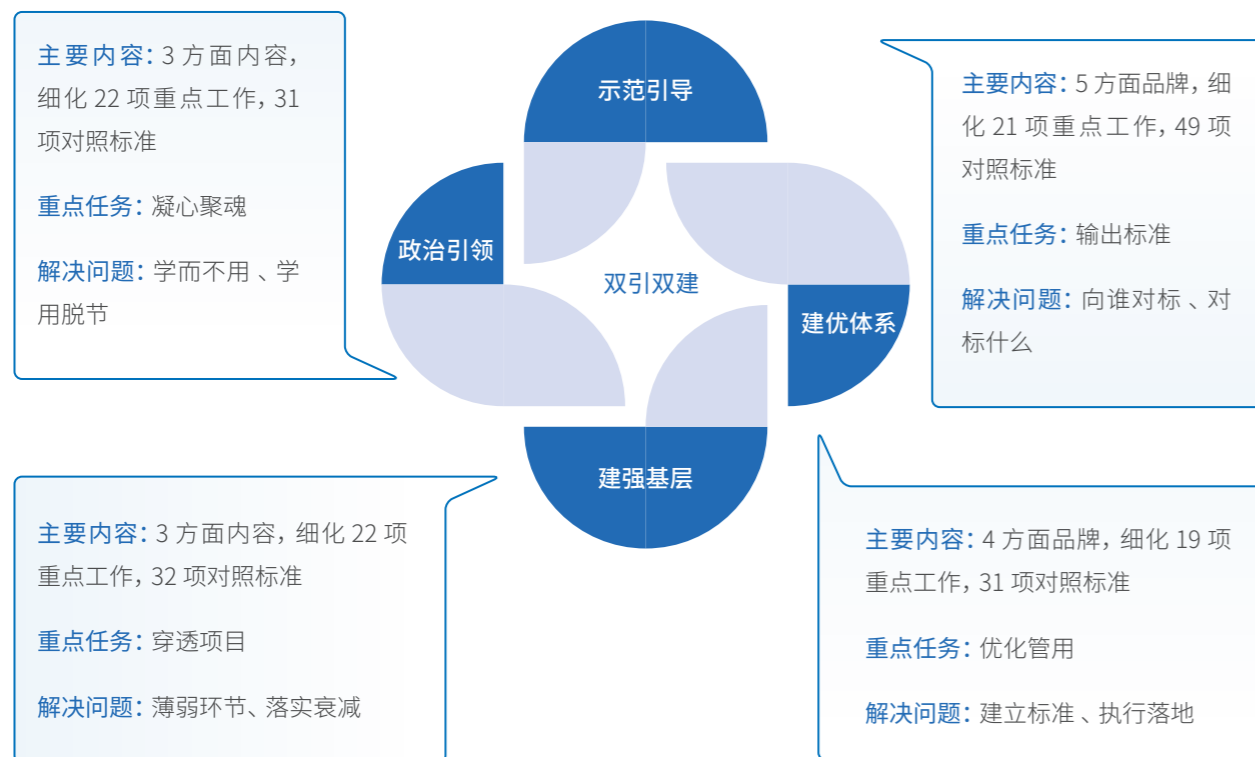 主要内容：3 方面内容，
细化 22 项重点工作，31
项对照标准
重点任务：凝心聚魂
解决问题：学而不用、学
用脱节
示范引导
政治引领
双引双建
建优体系
建强基层
主要内容：5 方面品牌，细
化 21 项重点工作，49 项
对照标准
重点任务：输出标准
解决问题：向谁对标、对
标什么
主要内容：3 方面内容，细化 22 项
重点工作，32 项对照标准
重点任务：穿透项目
解决问题：薄弱环节、落实衰减
主要内容：4 方面品牌，细化 19 项
重点工作，31 项对照标准
重点任务：优化管用
解决问题：建立标准、执行落地